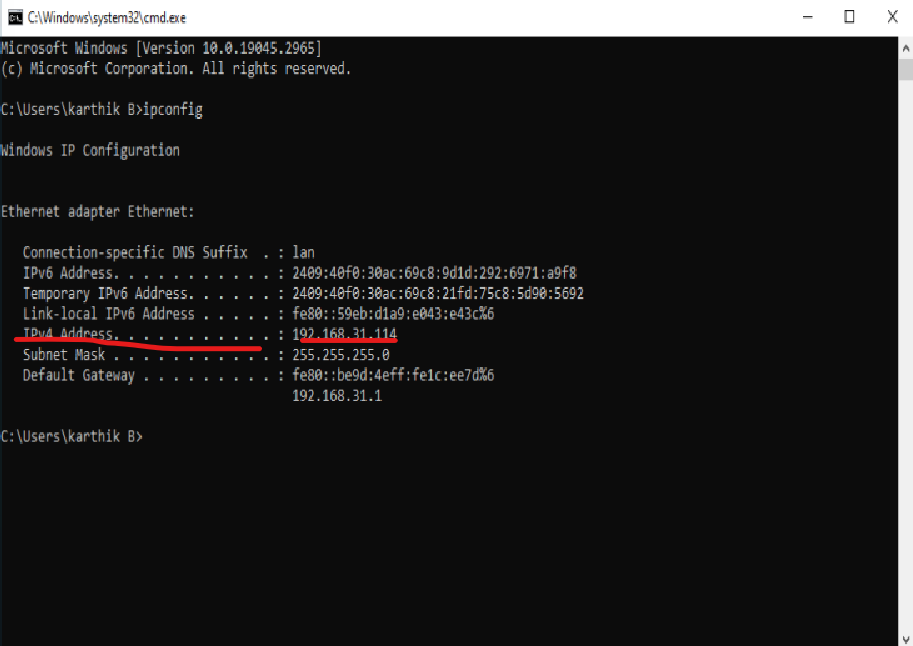 C:\Windows\system32\cmd.exe
Microsoft Windows [Version 10.0.19045.2965]
(c) Microsoft Corporation. All rights reserved.
C:\Users\karthik B>ipconfig
Windows IP Configuration
Ethernet adapter Ethernet:
Connection-specific DNS Suffix . : lan
IPv6 Address. . . . . . . . . . . : 2409:40f0:30ac:69c8:9d1d:292:6971:a9f8
Temporary IPv6 Address. . . . . . : 2409:40f0:30ac:69c8:21fd:75c8:5d90:5692
Link-local IPv6 Address . . . . . : fe80::59eb:d1a9:e043:e43c%6
IPv4 Address. . . . . . . . . . . : 192.168.31.114
Subnet Mask . . . . . . . . . . . : 255.255.255.0
Default Gateway . . . . . . . . . : fe80::be9d:4eff:fe1c:ee7d%6
192.168.31.1
C:\Users\karthik B>